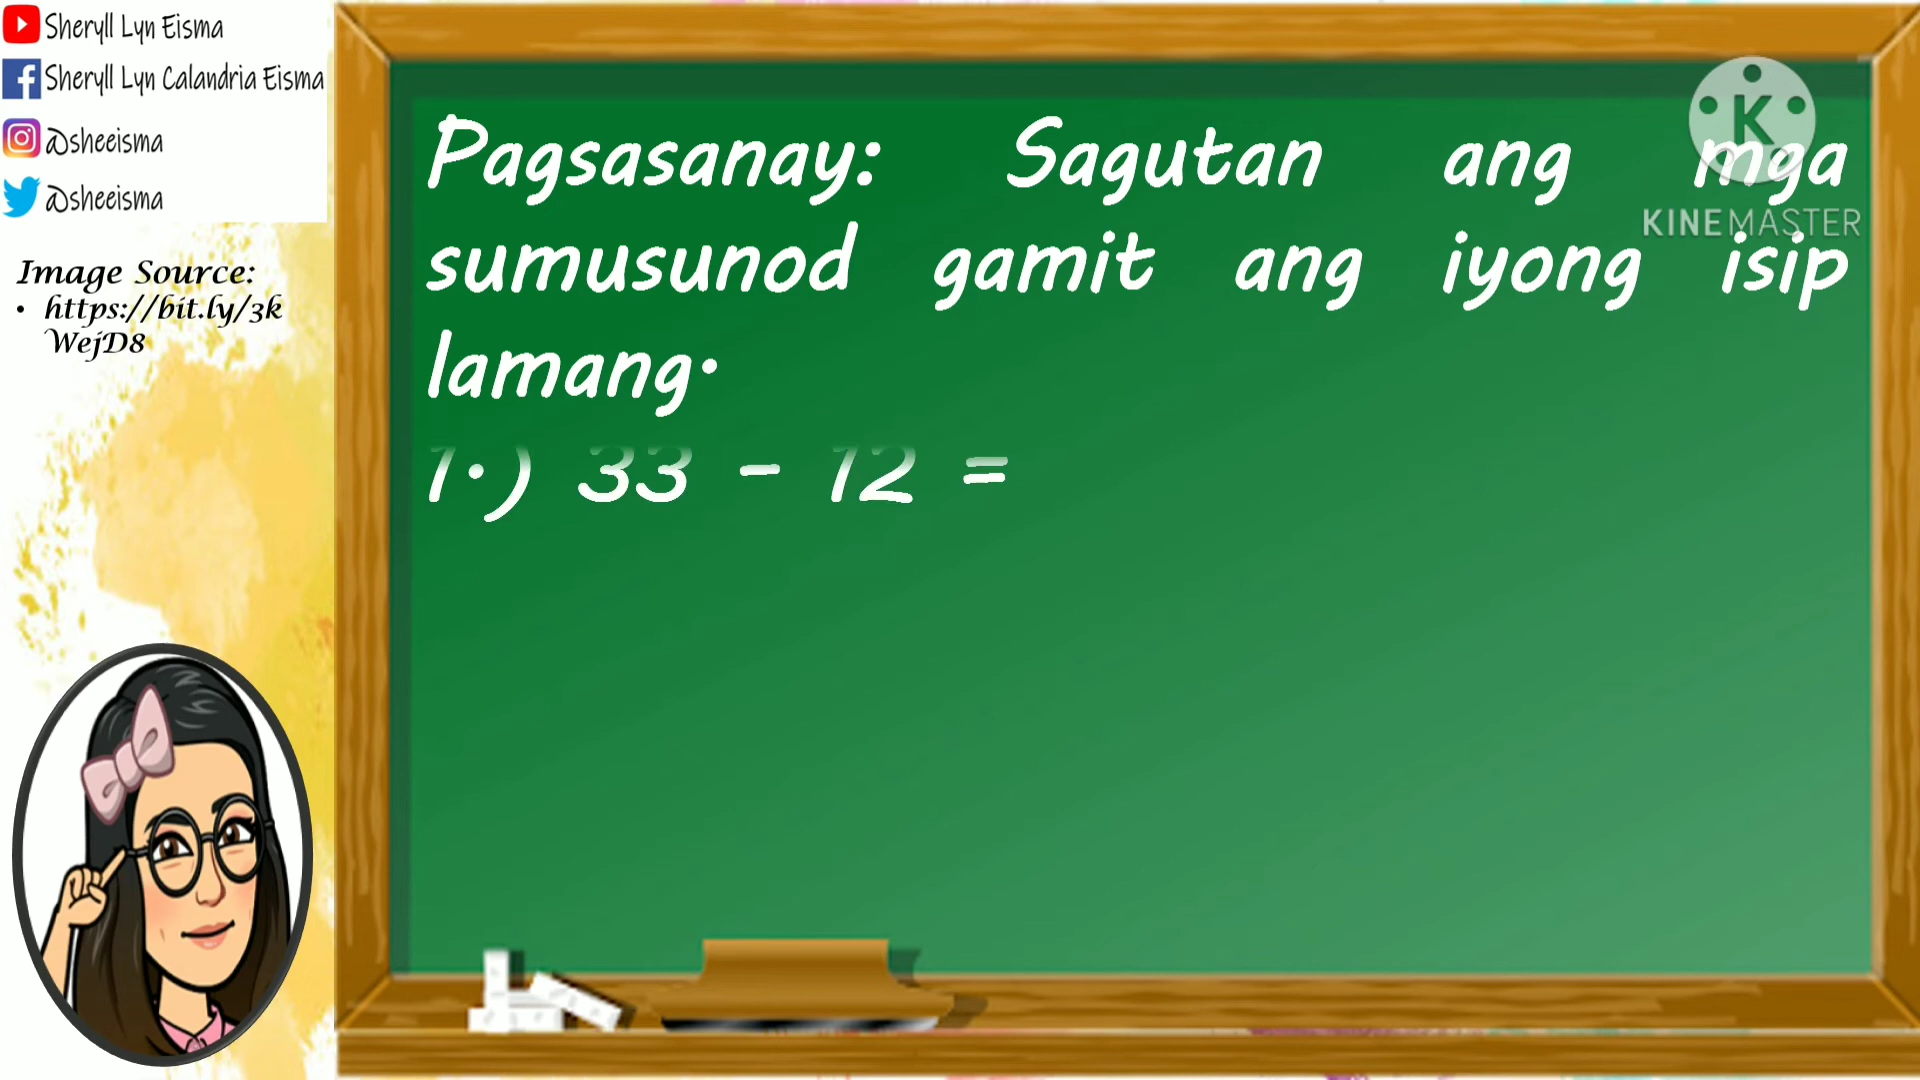 Sheryll Lyn Eisma
Sheryll Lyn Calandria Eisma
@sheeisma
@sheeisma
Image Source:
• https://bit.ly/3k
WejD8
Pagsasanay: Sagutan ang mga
sumusunod gamit ang iyong isip
lamang.
1.) 33 - 12 =
K
KINEMASTER